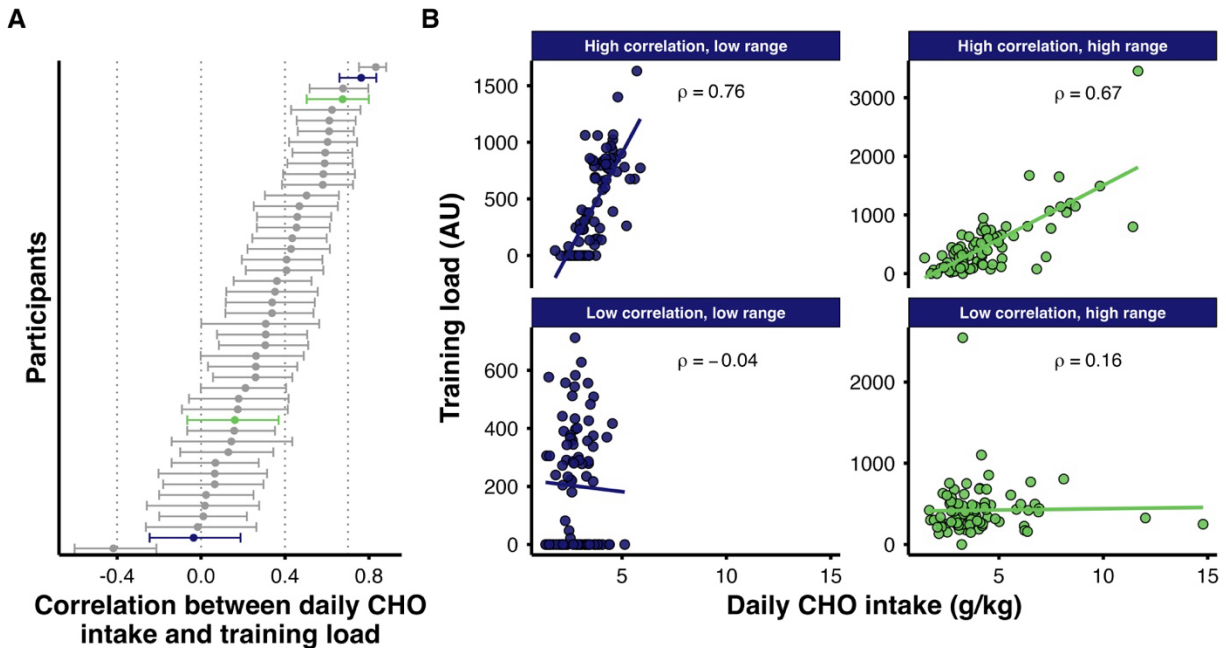 A
Participants
-0.4
0.0
0.4
0.8
Correlation between daily CHO
intake and training load
B
Training load (AU)
High correlation, low range
ρ = 0.76
1500
1000
500
0
High correlation, high range
ρ = 0.67
3000
2000
1000
0
Low correlation, low range
ρ = −0.04
600
400
200
0
5
10
15
Low correlation, high range
ρ = 0.16
2000
1000
0
5
10
15
Daily CHO intake (g/kg)